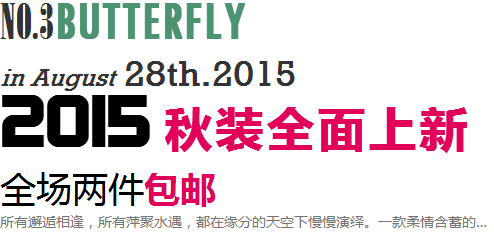 NO.3 BUTTERFLY
in August 28th.2015
2015 秋装全面上新
全场两件包邮
所有邂逅相逢，所有萍聚水遇，都在缘分的天空下慢慢演绎。一款柔情含蓄的...